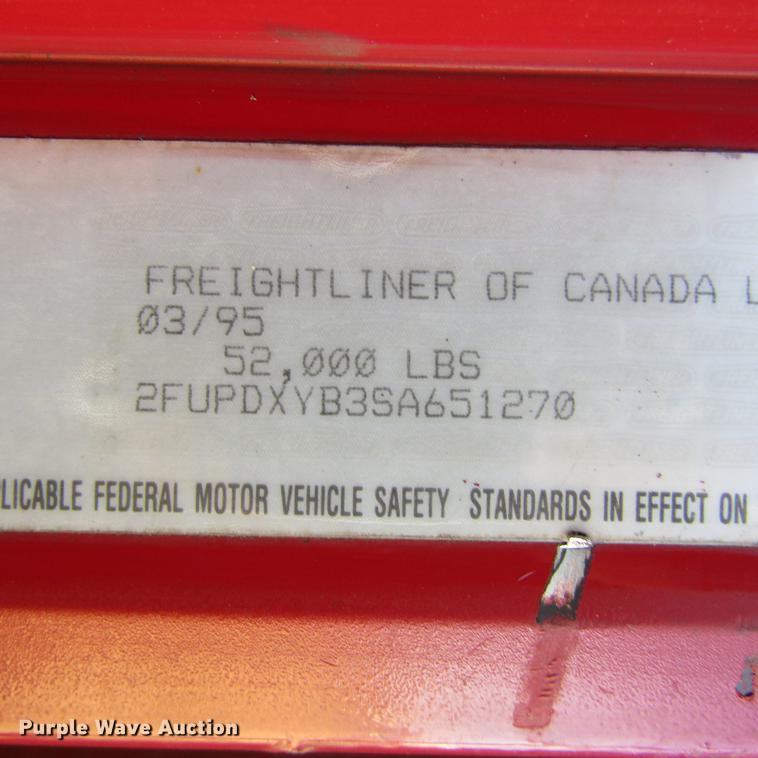 FREIGHTLINER OF CANADA L
03/95
52,000 LBS
2FUPDXYB3SA651270
PLICABLE FEDERAL MOTOR VEHICLE SAFETY STANDARDS IN EFFECT ON
Purple Wave Auction